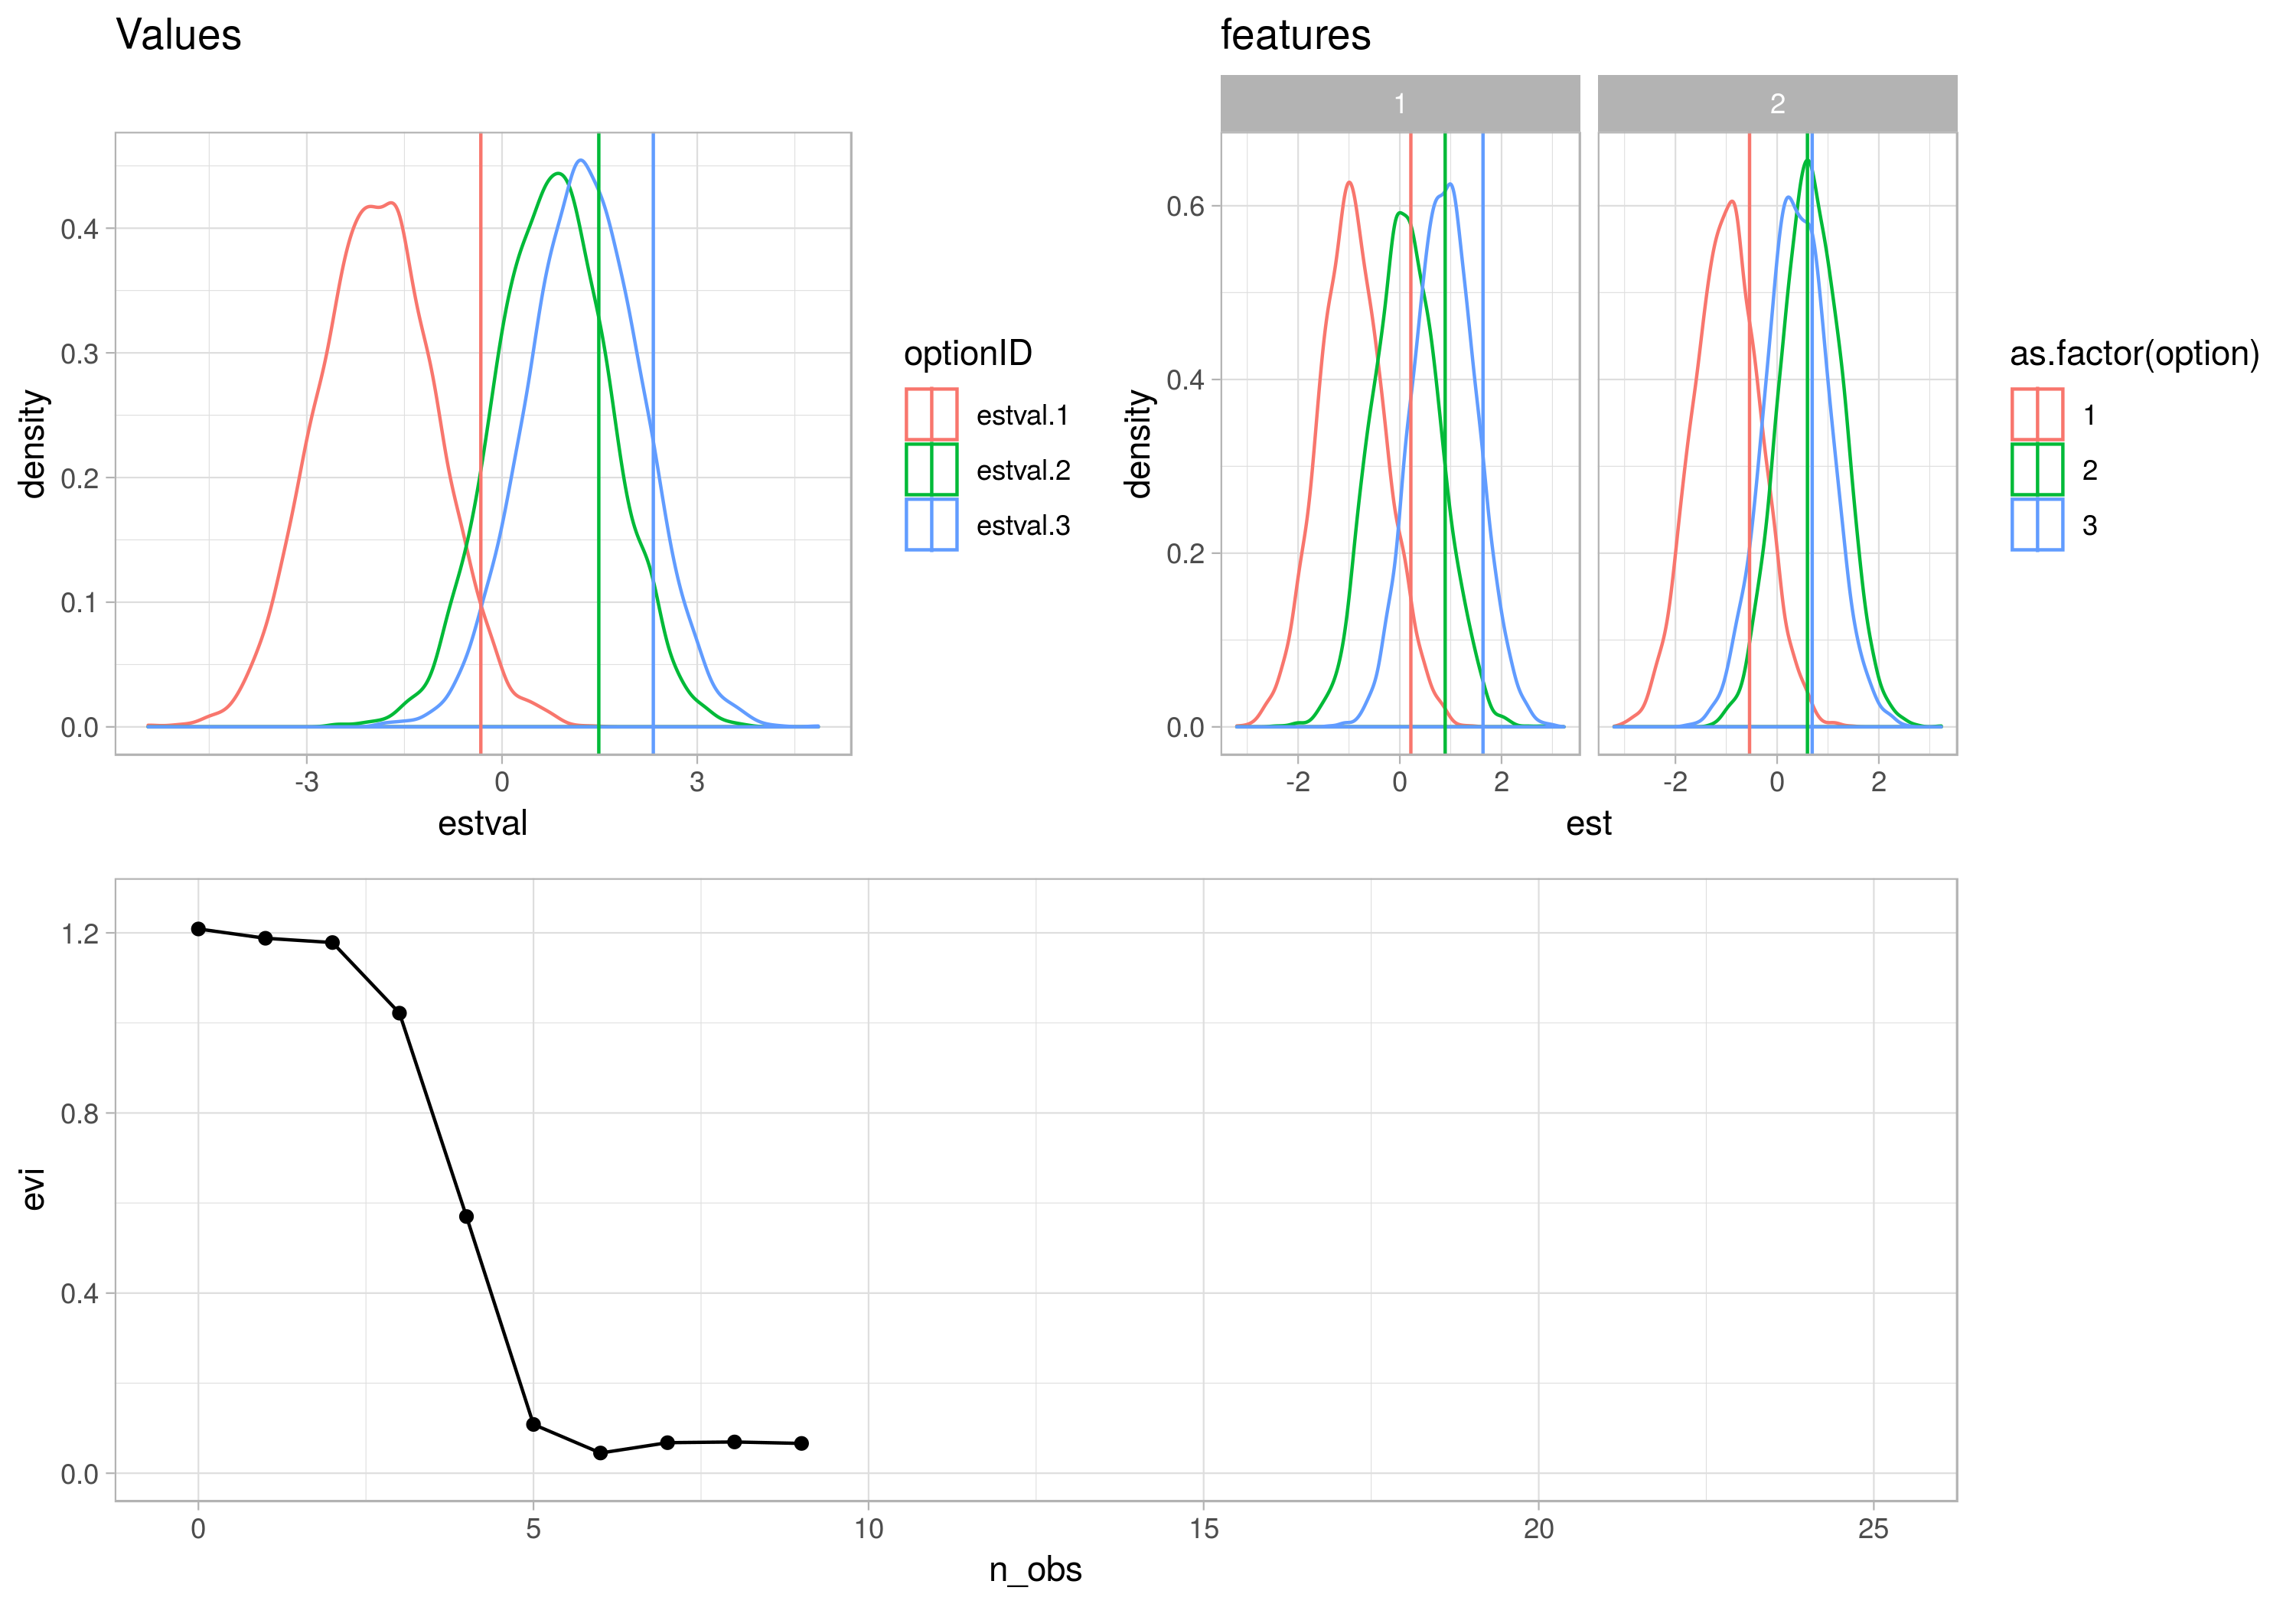 Values
0.4
0.3
0.2
0.1
0.0
density
-3 0 3
estval
optionID
estval.1
estval.2
estval.3
features
1 2
0.6
0.4
0.2
0.0
density
-2 0 2 -2 0 2
est
as.factor(option)
1
2
3
1.2
0.8
0.4
0.0
evi
0 5 10 15 20 25
n_obs